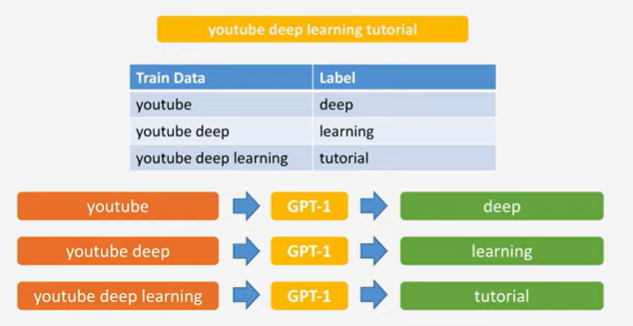 youtube deep learning tutorial
Train Data Label
youtube deep
youtube deep learning
youtube deep learning tutorial
youtube GPT-1 deep
youtube deep GPT-1 learning
youtube deep learning GPT-1 tutorial